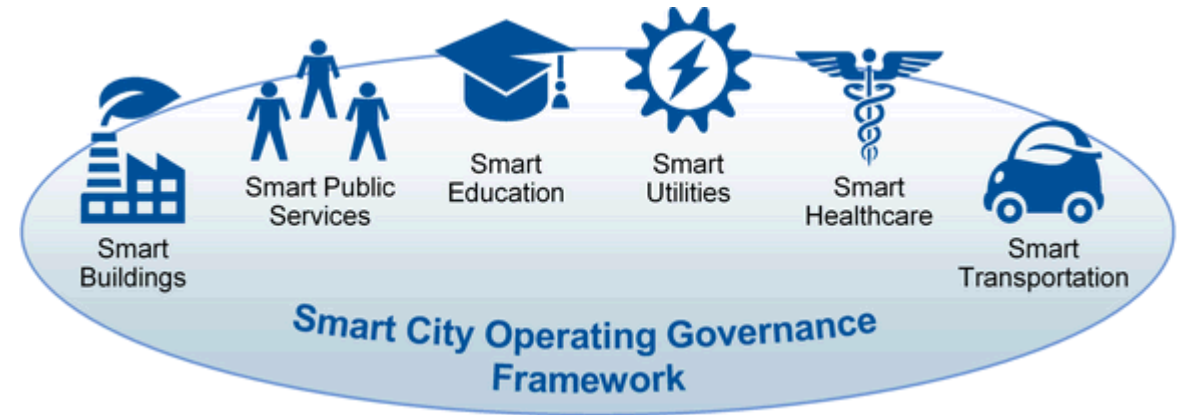 Smart
Buildings
Smart Public
Services
Smart
Education
Smart
Utilities
Smart
Healthcare
Smart
Transportation
Smart City Operating Governance
Framework